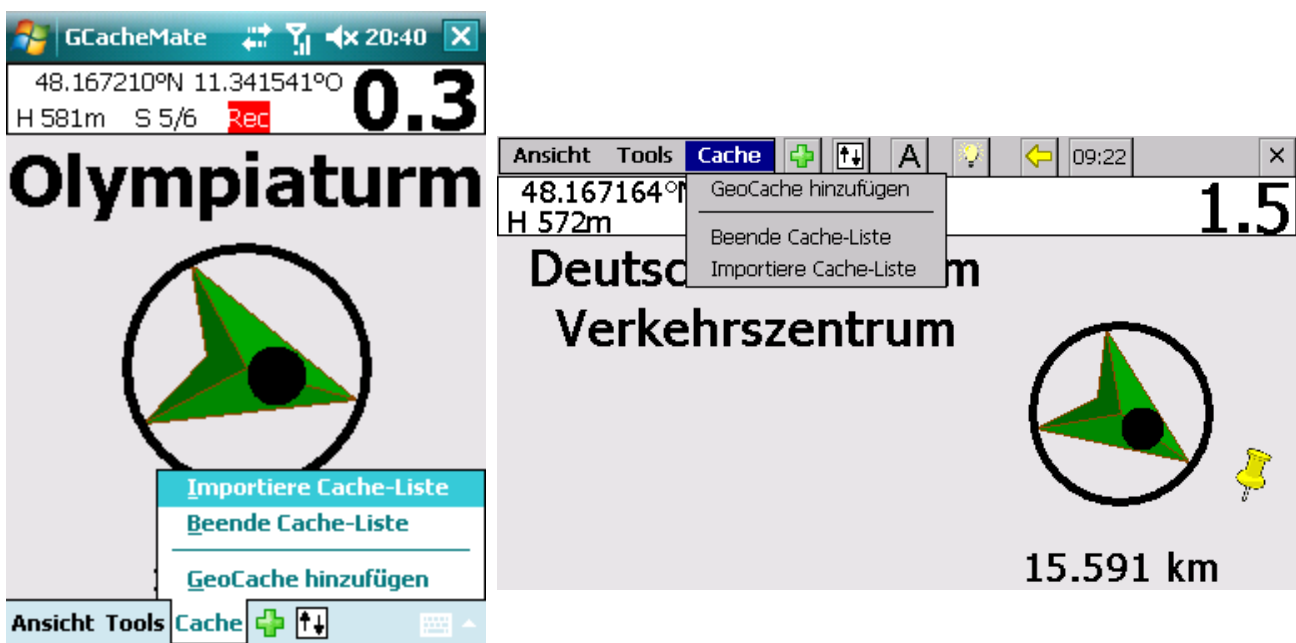 GCacheMate 20:40
48.167210°N 11.341541°O 0.3
H 581m S 5/6 Rec
Olympiaturm
Importiere Cache-Liste
Beende Cache-Liste
GeoCache hinzufügen
Ansicht Tools Cache
Ansicht Tools Cache A 09:22
48.167164°N 1.5
H 572m
GeoCache hinzufügen
Beende Cache-Liste
Importiere Cache-Liste
Verkehrszentrum
15.591 km